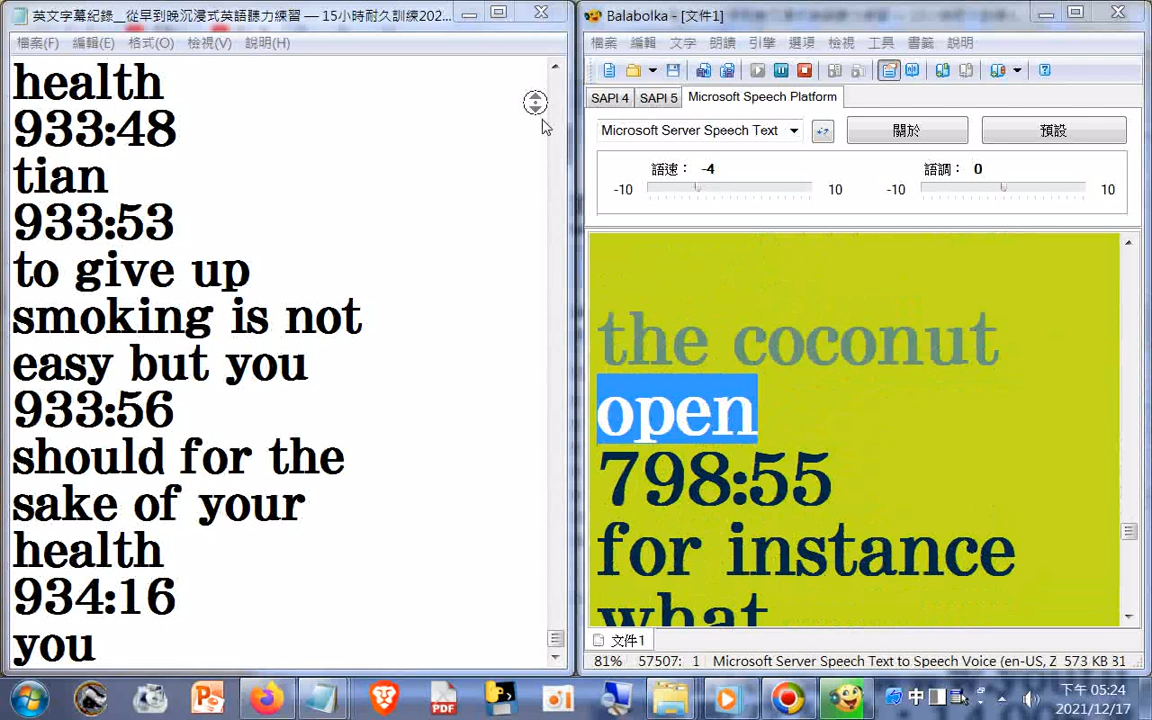 英文字幕紀錄__從早到晚沉浸式英語聽力練習 — 15小時耐久訓練202...
檔案(F) 編輯(E) 格式(O) 檢視(V) 說明(H)
health
933:48
tian
933:53
to give up
smoking is not
easy but you
933:56
should for the
sake of your
health
934:16
you
Balabolka - [文件1]
檔案 編輯 文字 朗讀 引擎 選項 檢視 工具 書籤 說明
SAPI 4 SAPI 5 Microsoft Speech Platform
Microsoft Server Speech Text 關於 預設
語速： -4 語調： 0
-10 10 -10 10
the coconut
open
798:55
for instance
what
文件1
81% 57507: 1 Microsoft Server Speech Text to Speech Voice (en-US, Z 573 KB 31
PDF 中 下午 05:24
2021/12/17